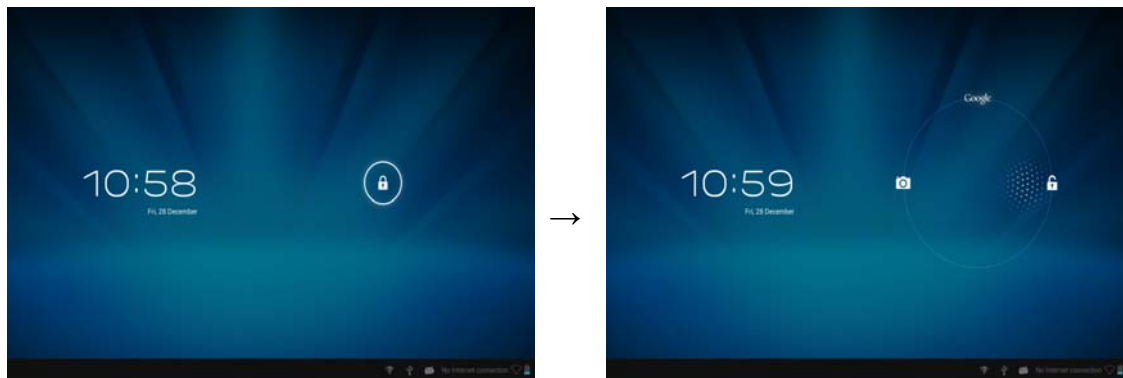 10:58
Fri, 28 December
No Internet connection
→
Google
10:59
Fri, 28 December
No Internet connection